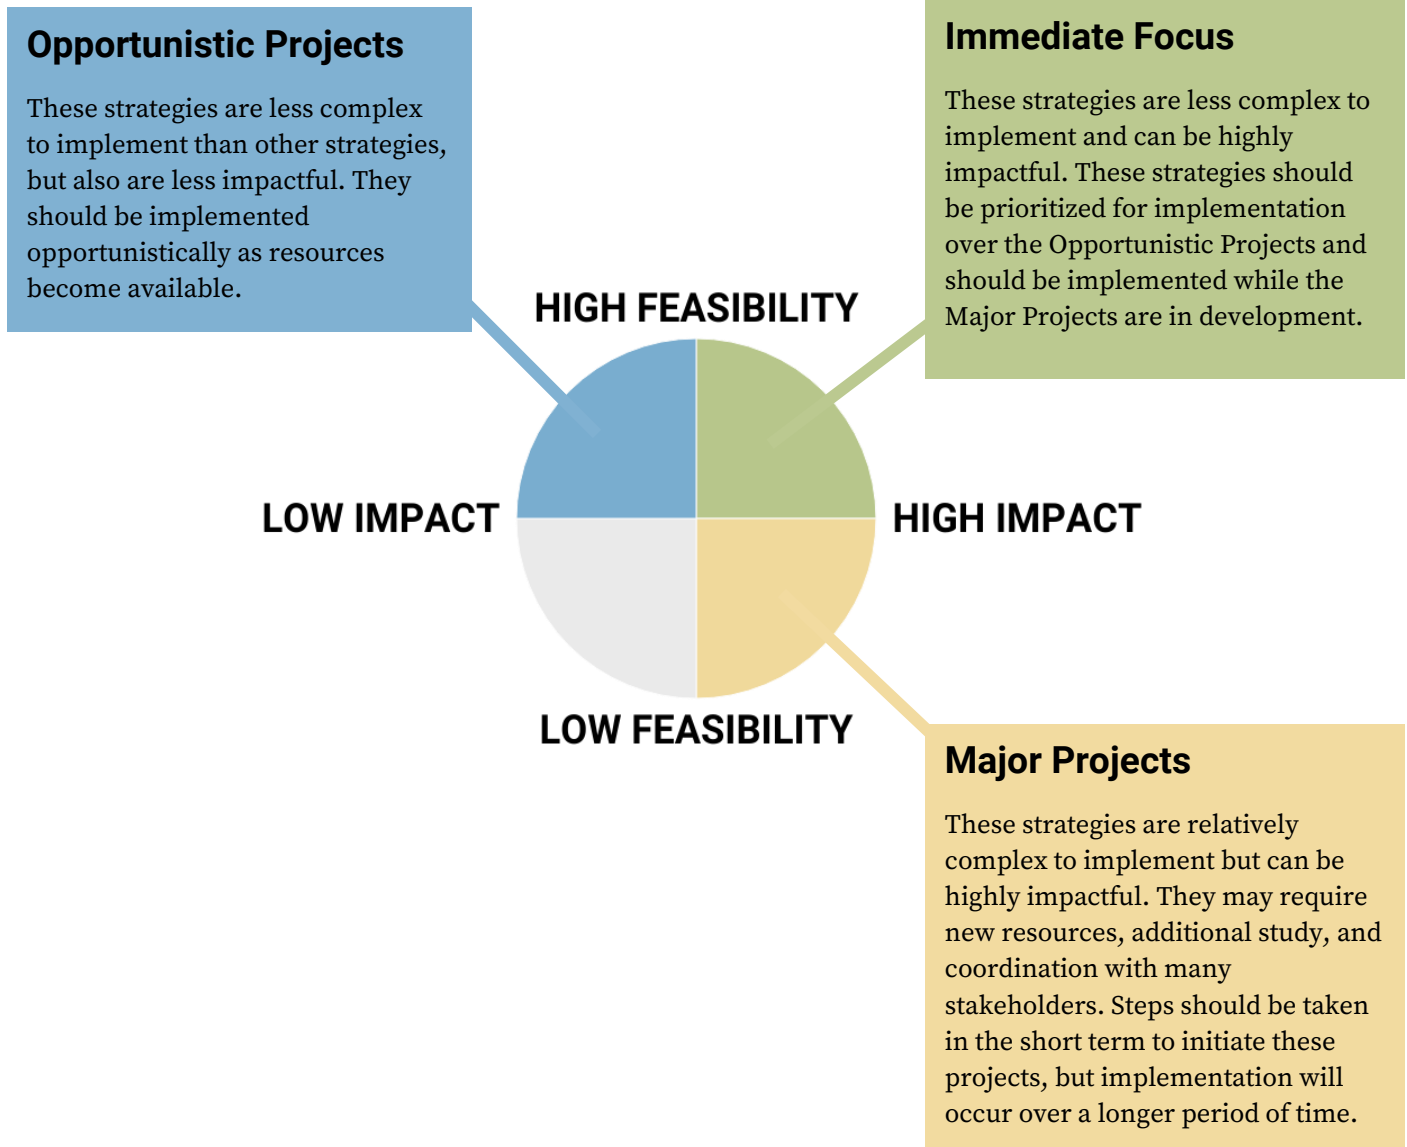 Opportunistic Projects
These strategies are less complex
to implement than other strategies,
but also are less impactful. They
should be implemented
opportunistically as resources
become available.
Immediate Focus
These strategies are less complex to
implement and can be highly
impactful. These strategies should
be prioritized for implementation
over the Opportunistic Projects and
should be implemented while the
Major Projects are in development.
HIGH FEASIBILITY
LOW IMPACT
HIGH IMPACT
LOW FEASIBILITY
Major Projects
These strategies are relatively
complex to implement but can be
highly impactful. They may require
new resources, additional study, and
coordination with many
stakeholders. Steps should be taken
in the short term to initiate these
projects, but implementation will
occur over a longer period of time.